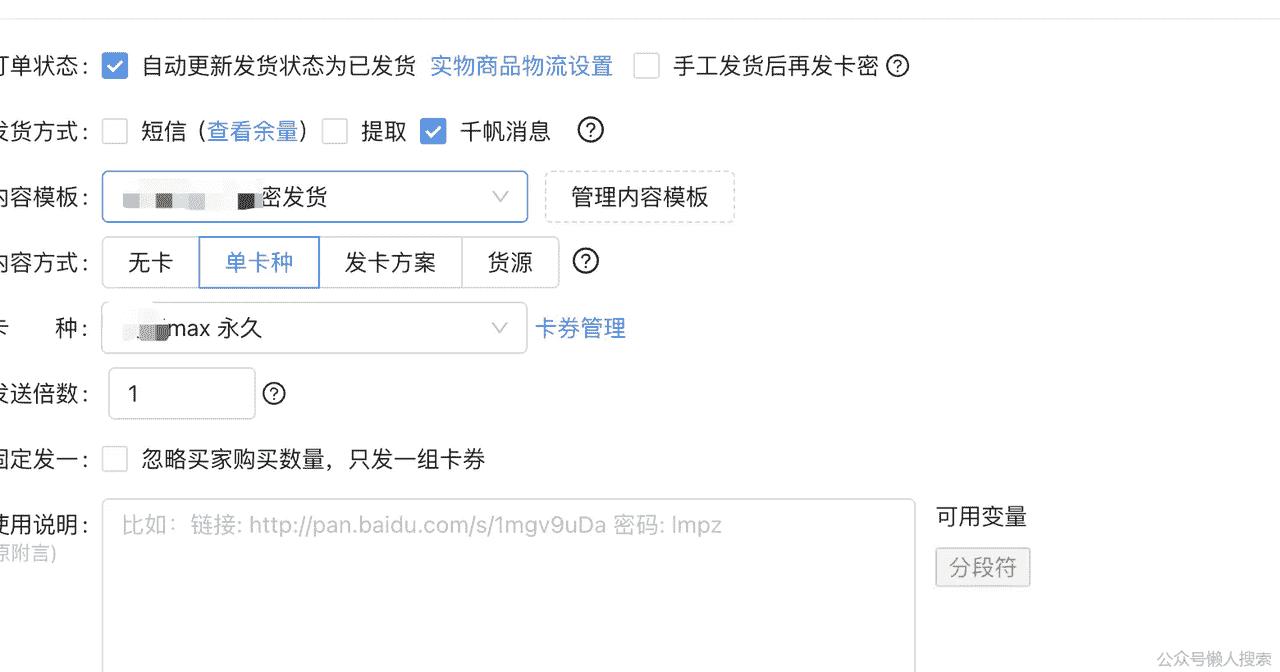 订单状态: 自动更新发货状态为已发货 实物商品物流设置 手工发货后再发卡密 ?
发货方式: 短信 (查看余量) 提取 千帆消息 ?
内容模板: 密发货 管理内容模板
内容方式: 无卡 单卡种 发卡方案 货源 ?
卡 种: max 永久 卡券管理
发送倍数: 1 ?
固定发一: 忽略买家购买数量，只发一组卡券
使用说明: 比如: 链接: http://pan.baidu.com/s/1mgv9uDa 密码: lmpz 可用变量
原附言) 分段符
公众号懒人搜索